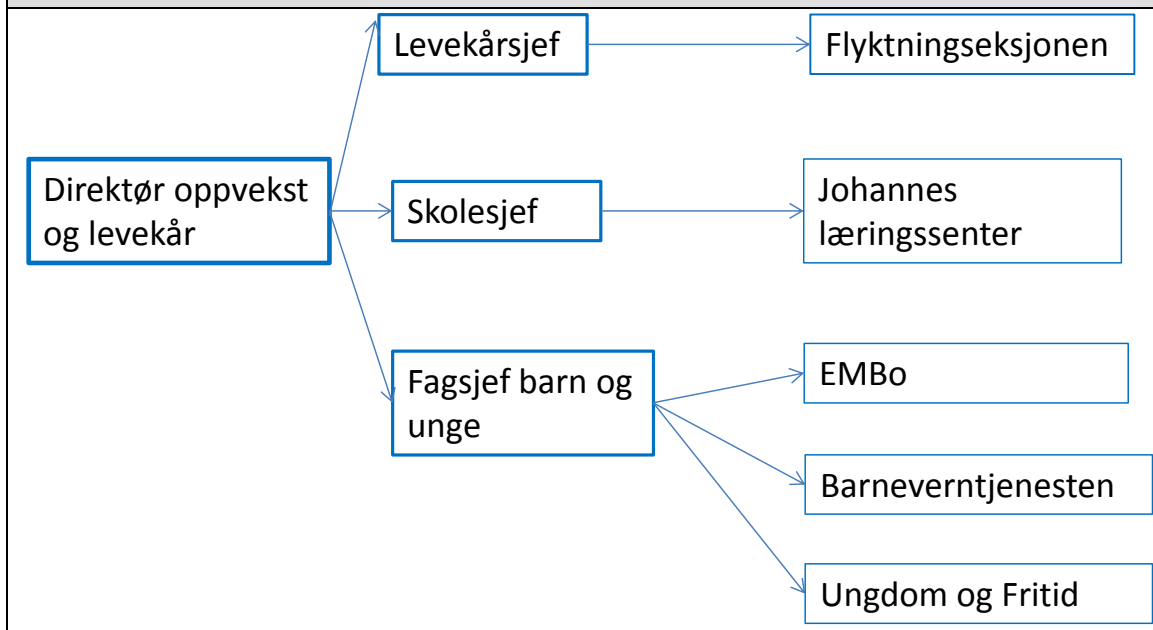 Levekårsjef
Flyktningseksjonen
Direktør oppvekst
og levekår
Skolesjef
Johannes
læringssenter
Fagsjef barn og
unge
EMBo
Barneverntjenesten
Ungdom og Fritid